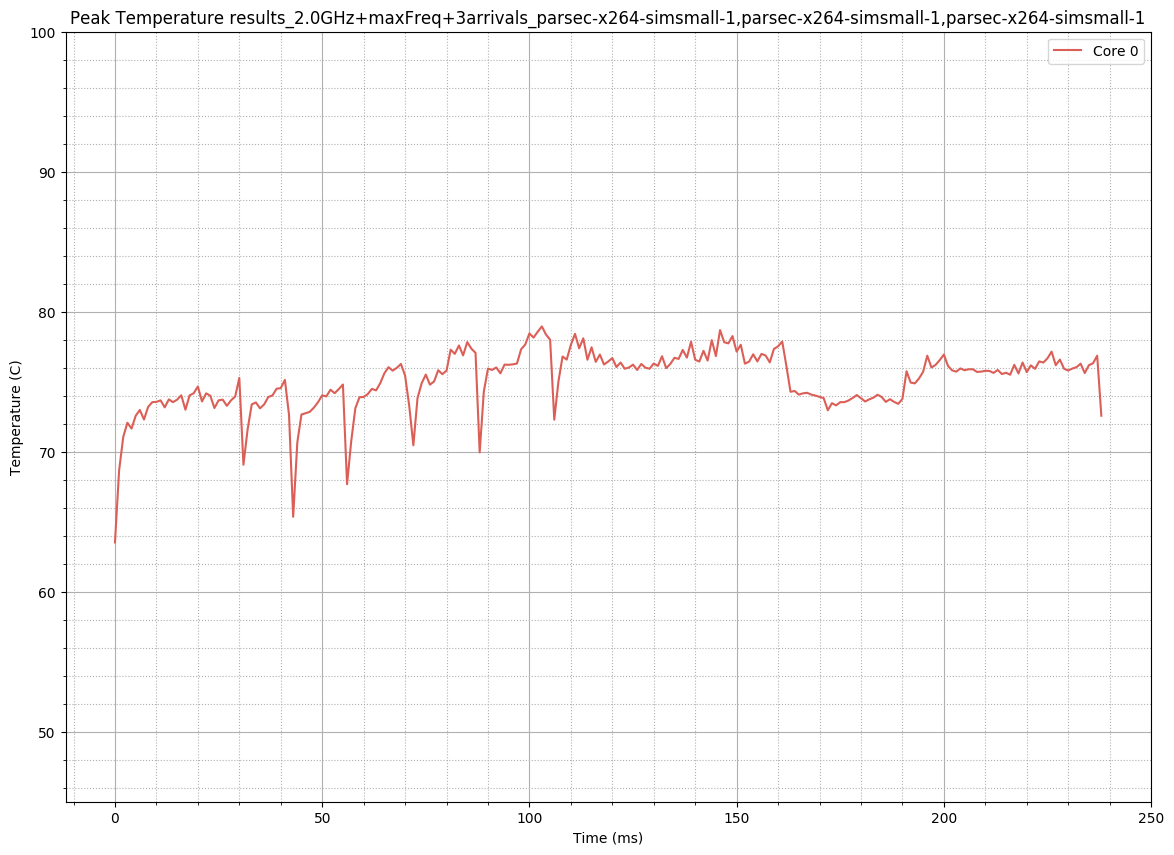 Peak Temperature results_2.0GHz+maxFreq+3arrivals_parsec-x264-simsmall-1,parsec-x264-simsmall-1,parsec-x264-simsmall-1
Core 0
100
90
80
70
60
50
Temperature (C)
0 50 100 150 200 250
Time (ms)